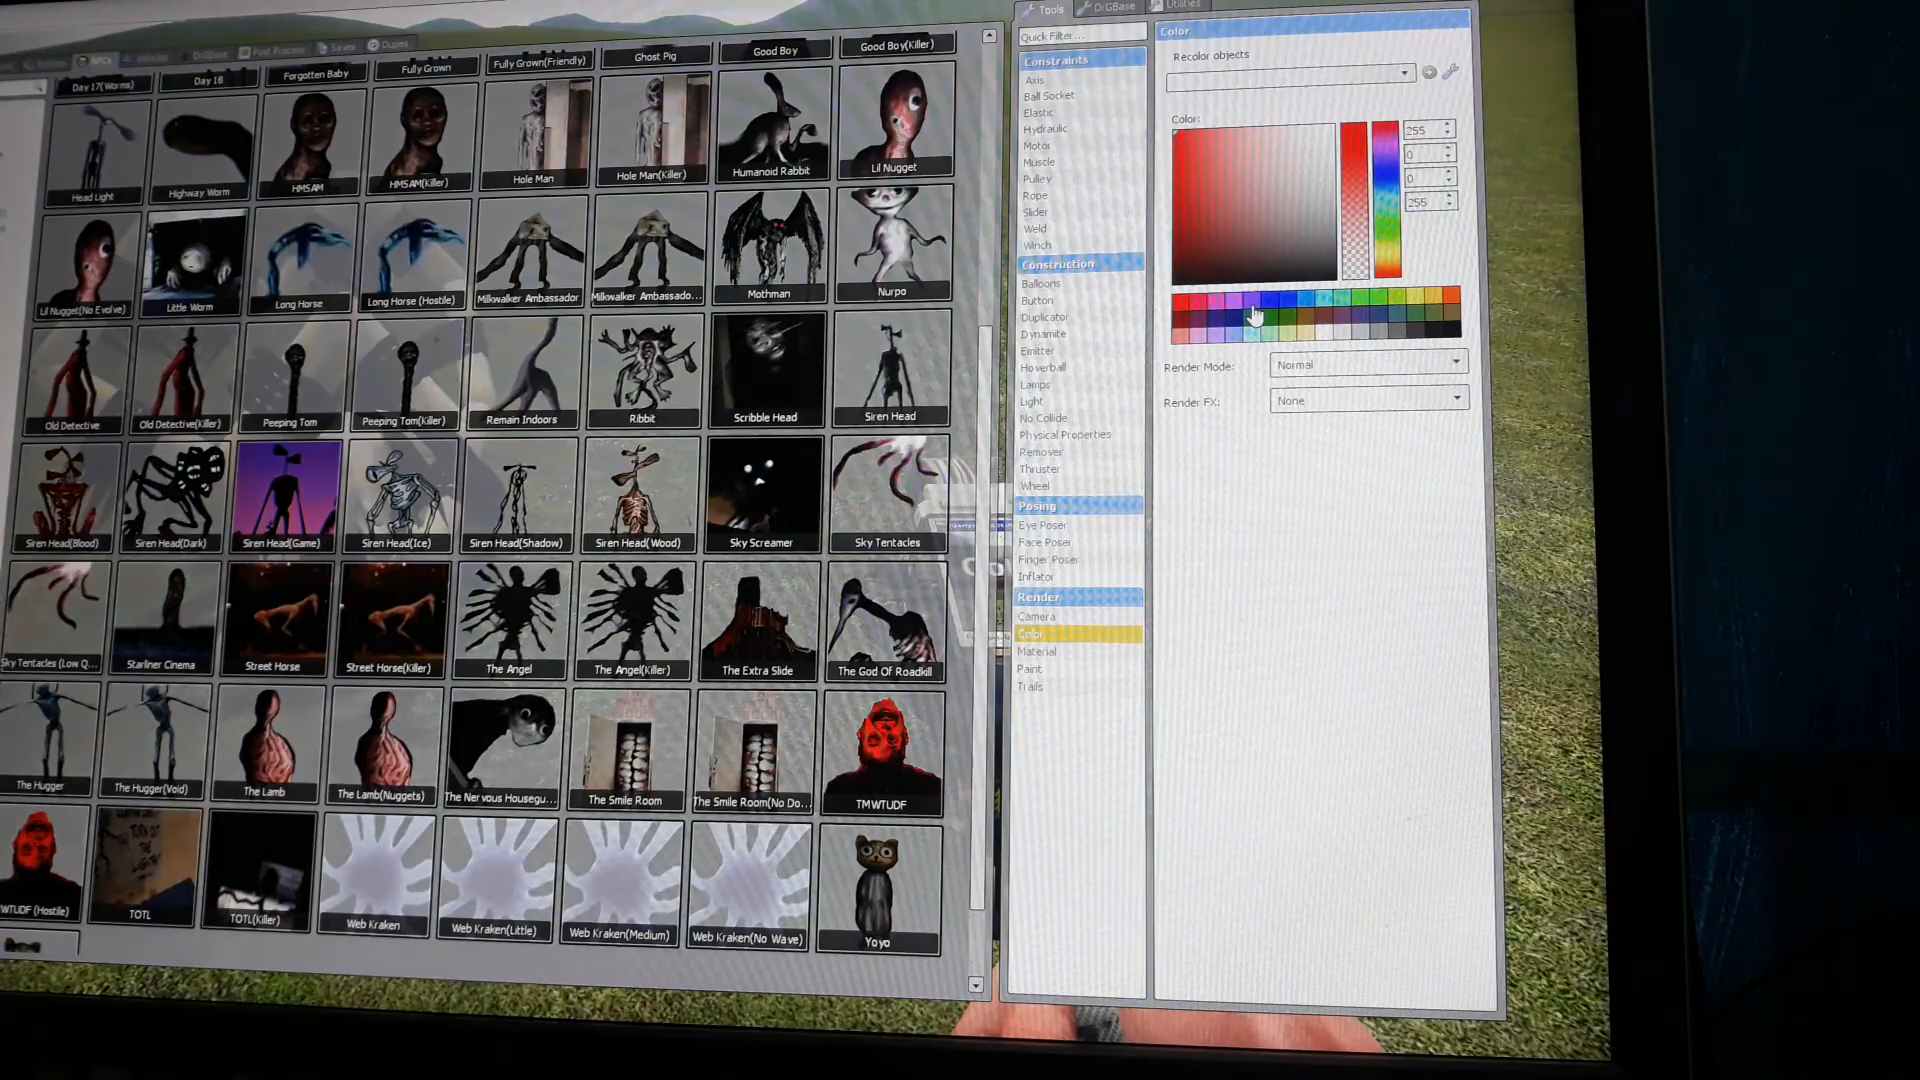 Tools DrGBase Utilities
NPCs Vehicles DrGBase Post Process Saves Dupes
Day 17(Worms) Day 18 Forgotten Baby Fully Grown Fully Grown(Friendly) Ghost Pig Good Boy Good Boy(Killer)
Head Light Highway Worm HMSAM HMSAM(Killer) Hole Man Hole Man(Killer) Humanoid Rabbit Lil Nugget
Lil Nugget(No Evolve) Little Worm Long Horse Long Horse (Hostile) Milkwalker Ambassador Milkwalker Ambassado... Mothman Nurpo
Old Detective Old Detective(Killer) Peeping Tom Peeping Tom(Killer) Remain Indoors Ribbit Scribble Head Siren Head
Siren Head(Blood) Siren Head(Dark) Siren Head(Game) Siren Head(Ice) Siren Head(Shadow) Siren Head(Wood) Sky Screamer Sky Tentacles
Sky Tentacles (Low Q... Starliner Cinema Street Horse Street Horse(Killer) The Angel The Angel(Killer) The Extra Slide The God Of Roadkill
The Hugger The Hugger(Void) The Lamb The Lamb(Nuggets) The Nervous Housegu... The Smile Room The Smile Room(No Do... TMWTUDF
WTUDF (Hostile) TOTL TOTL(Killer) Web Kraken Web Kraken(Little) Web Kraken(Medium) Web Kraken(No Wave) Yoyo
Quick Filter...
Constraints
Axis
Ball Socket
Elastic
Hydraulic
Motor
Muscle
Pulley
Rope
Slider
Weld
Winch
Construction
Balloons
Button
Duplicator
Dynamite
Emitter
Hoverball
Lamps
Light
No Collide
Physical Properties
Remover
Thruster
Wheel
Posing
Eye Poser
Face Poser
Finger Poser
Inflator
Render
Camera
Color
Material
Paint
Trails
Color
Recolor objects
Color:
255
0
0
255
Render Mode: Normal
Render FX: None